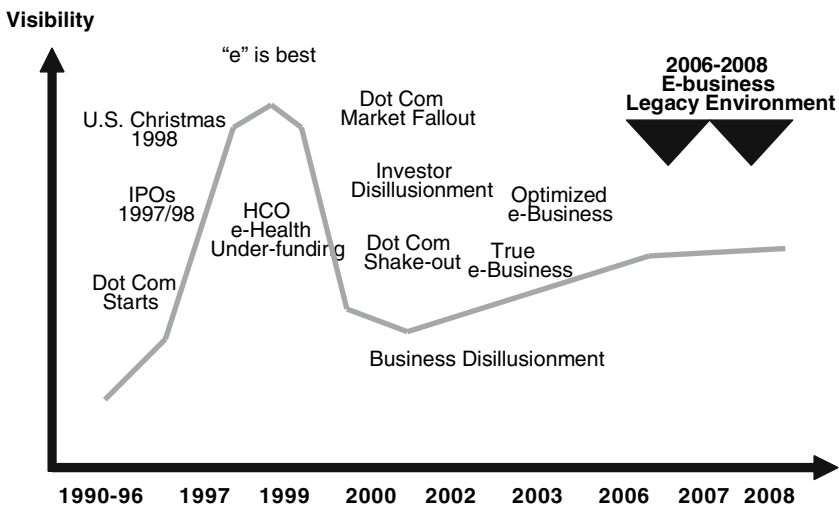 Visibility
“e” is best
2006-2008
E-business
Legacy Environment
U.S. Christmas
1998
Dot Com
Market Fallout
IPOs
1997/98
HCO
e-Health
Under-funding
Investor
Disillusionment
Optimized
e-Business
Dot Com
Shake-out
True
e-Business
Dot Com
Starts
Business Disillusionment
1990-96 1997 1999 2000 2002 2003 2006 2007 2008